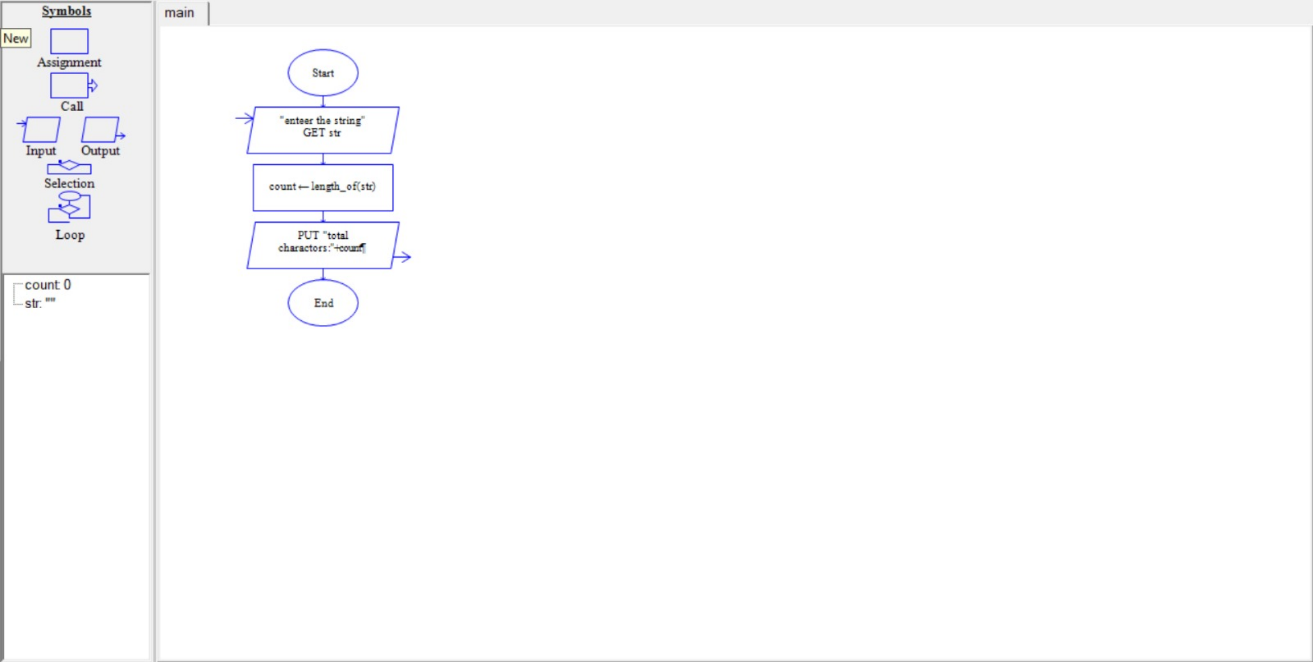 Symbols
New
Assignment
Call
Input Output
Selection
Loop
count: 0
str: ""
main
Start
"enteer the string"
GET str
count ← length_of(str)
PUT "total
charactors:"+count¶
End